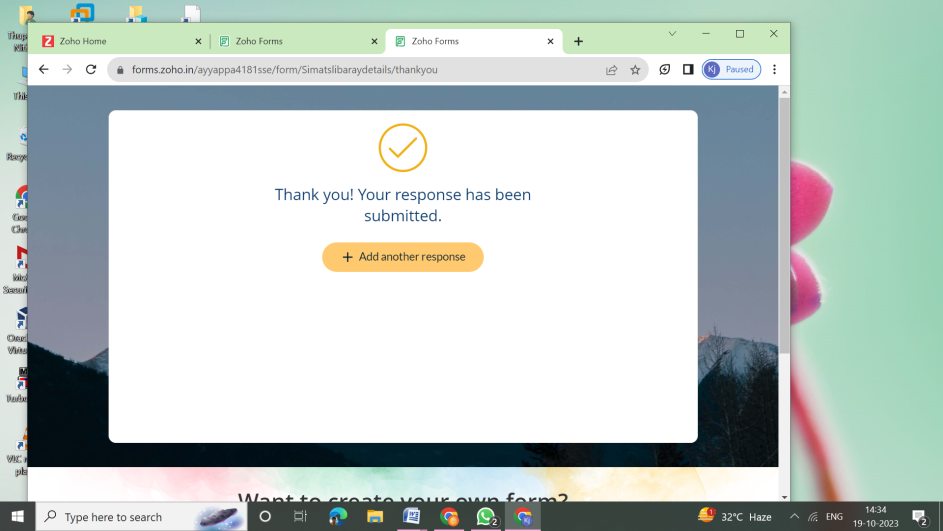 Zoho Home
Zoho Forms
Zoho Forms
forms.zoho.in/ayyappa4181sse/form/Simatslibaraydetails/thankyou
Kj Paused
Thank you! Your response has been
submitted.
+ Add another response
Want to create your own form?
Type here to search
2
1
32°C Haze
ENG
14:34
19-10-2023
2